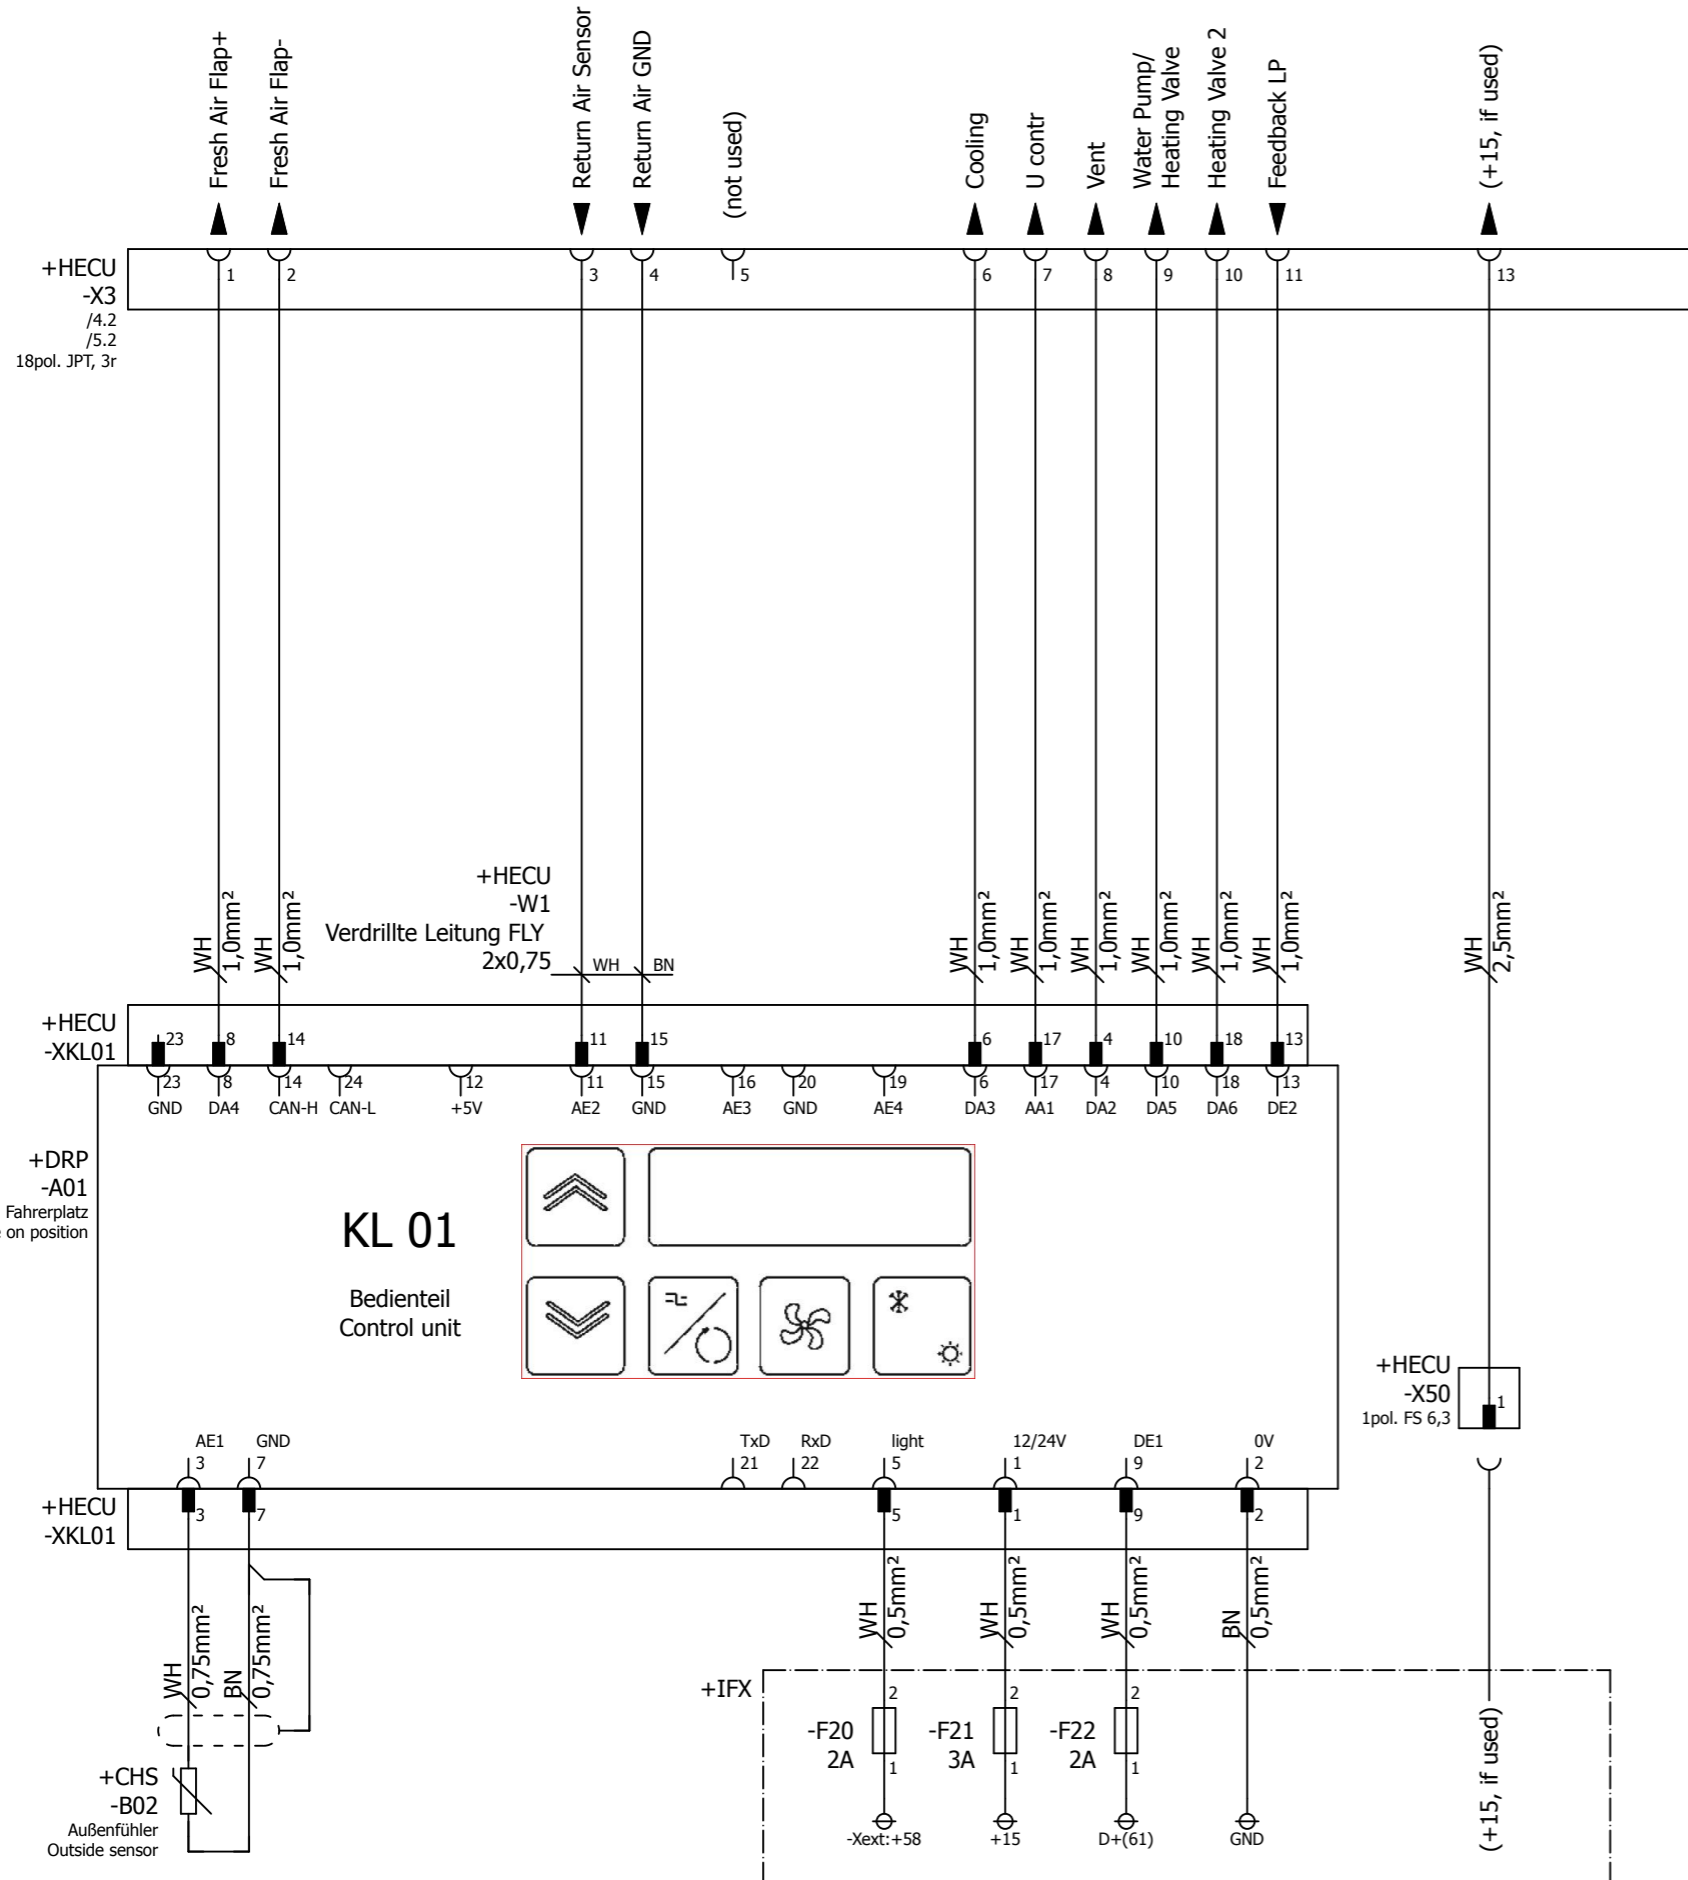 Fresh Air Flap+
Fresh Air Flap-
Return Air Sensor
Return Air GND
(not used)
Cooling
U contr
Vent
Water Pump/
Heating Valve
Heating Valve 2
Feedback LP
(+15, if used)
+HECU
-X3
/4.2
/5.2
18pol. JPT, 3r
1
2
3
4
5
6
7
8
9
10
11
13
+HECU
-W1
Verdrillte Leitung FLY
2x0,75
WH
1,0mm²
WH
1,0mm²
WH
BN
WH
1,0mm²
WH
1,0mm²
WH
1,0mm²
WH
1,0mm²
WH
1,0mm²
WH
1,0mm²
WH
2,5mm²
+HECU
-XKL01
23
8
14
11
15
6
17
4
10
18
13
23
8
14
24
12
11
15
16
20
19
6
17
4
10
18
13
GND
DA4
CAN-H
CAN-L
+5V
AE2
GND
AE3
GND
AE4
DA3
AA1
DA2
DA5
DA6
DE2
+DRP
-A01
Fahrerplatz
on position
KL 01
Bedienteil
Control unit
+HECU
-X50
1pol. FS 6,3
1
AE1
GND
TxD
RxD
light
12/24V
DE1
0V
3
7
21
22
5
1
9
2
+HECU
-XKL01
3
7
5
1
9
2
WH
0,75mm²
BN
0,75mm²
WH
0,5mm²
WH
0,5mm²
WH
0,5mm²
BN
0,5mm²
+IFX
2
2
2
-F20
2A
-F21
3A
-F22
2A
1
1
1
-Xext:+58
+15
D+(61)
GND
(+15, if used)
+CHS
-B02
Außenfühler
Outside sensor